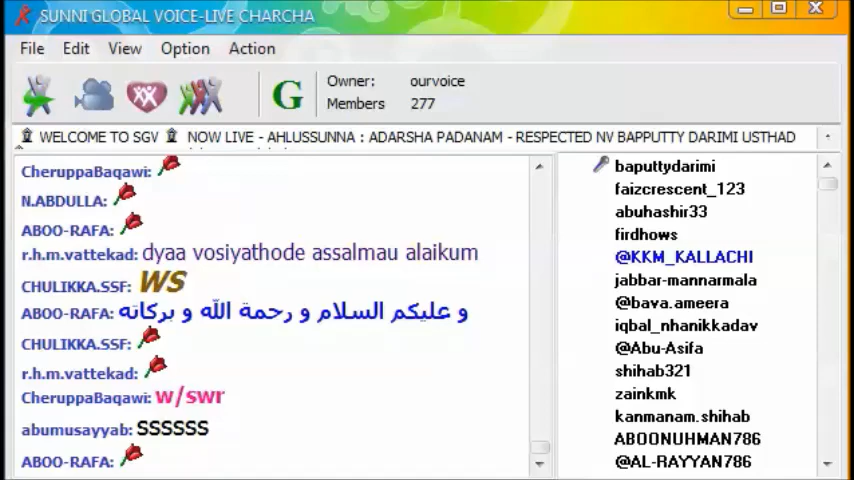 SUNNI GLOBAL VOICE-LIVE CHARCHA
File Edit View Option Action
G
Owner: ourvoice
Members 277
WELCOME TO SGV NOW LIVE - AHLUSSUNNA : ADARSHA PADANAM - RESPECTED NV BAPPUTTY DARIMI USTHAD
CheruppaBaqawi:
N.ABDULLA:
ABOO-RAFA:
r.h.m.vattekad: dyaa vosiyathode assalmau alaikum
CHULIKKA.SSF: WS
ABOO-RAFA: و عليكم السلام و رحمة الله و بركاته
CHULIKKA.SSF:
r.h.m.vattekad:
CheruppaBaqawi: w/swr
abumusayyab: SSSSSS
ABOO-RAFA:
baputtydarimi
faizcrescent_123
abuhashir33
firdhows
@KKM_KALLACHI
jabbar-mannarmala
@bava.ameera
iqbal_nhanikkadav
@Abu-Asifa
shihab321
zainkmk
kanmanam.shihab
ABOONUHMAN786
@AL-RAYYAN786